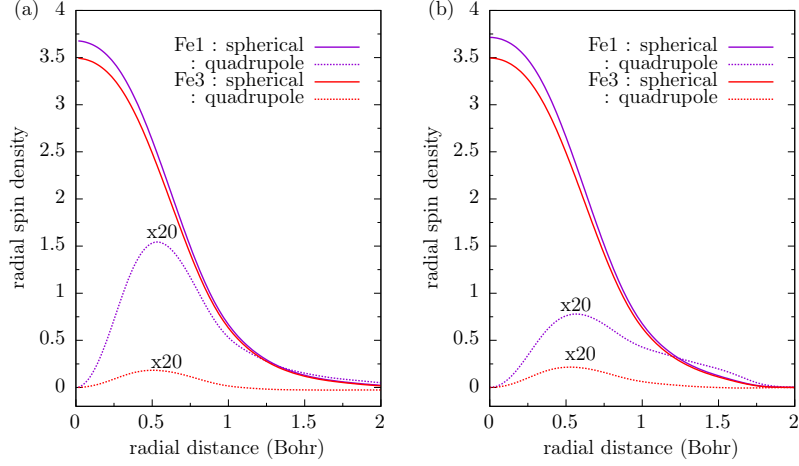 (a)
Fe1 : spherical
: quadrupole
Fe3 : spherical
: quadrupole
x20
x20
radial spin density
4
3.5
3
2.5
2
1.5
1
0.5
0
0 0.5 1 1.5 2
radial distance (Bohr)
(b)
Fe1 : spherical
: quadrupole
Fe3 : spherical
: quadrupole
x20
x20
radial spin density
4
3.5
3
2.5
2
1.5
1
0.5
0
0 0.5 1 1.5 2
radial distance (Bohr)